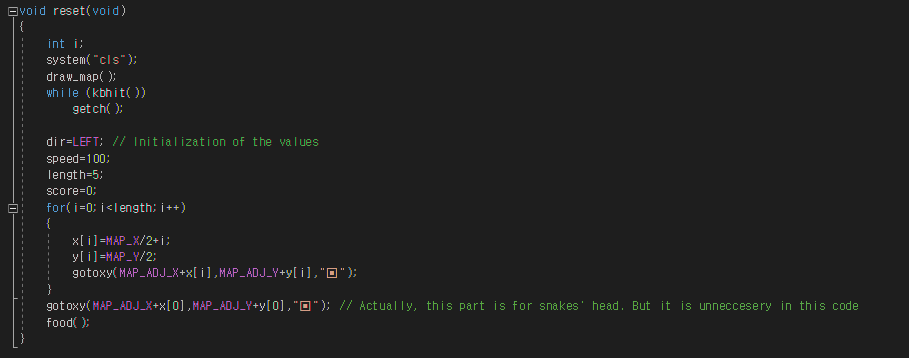 void reset(void)
{
int i;
system("cls");
draw_map();
while (kbhit())
getch();
dir=LEFT; // Initialization of the values
speed=100;
length=5;
score=0;
for(i=0;i<length;i++)
{
x[i]=MAP_X/2+i;
y[i]=MAP_Y/2;
gotoxy(MAP_ADJ_X+x[i],MAP_ADJ_Y+y[i],"▣");
}
gotoxy(MAP_ADJ_X+x[0],MAP_ADJ_Y+y[0],"▣"); // Actually, this part is for snakes' head. But it is unneccesery in this code
food();
}